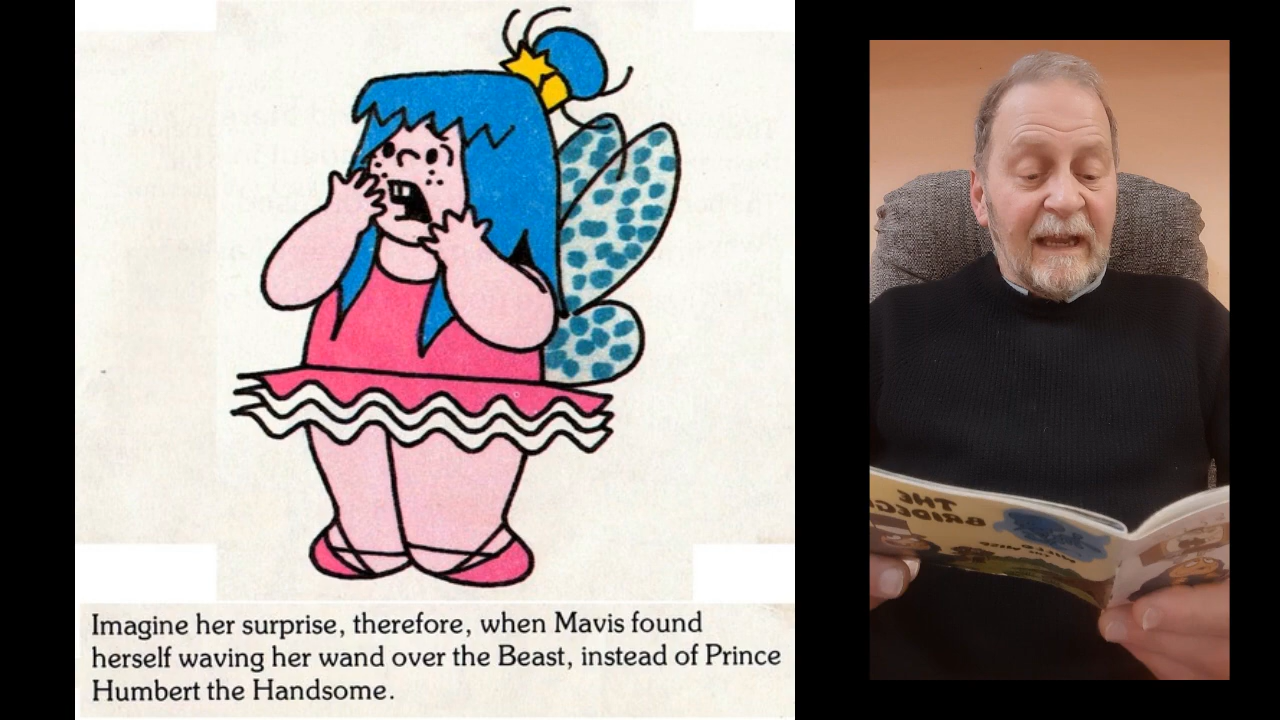 Imagine her surprise, therefore, when Mavis found
herself waving her wand over the Beast, instead of Prince
Humbert the Handsome.
THE